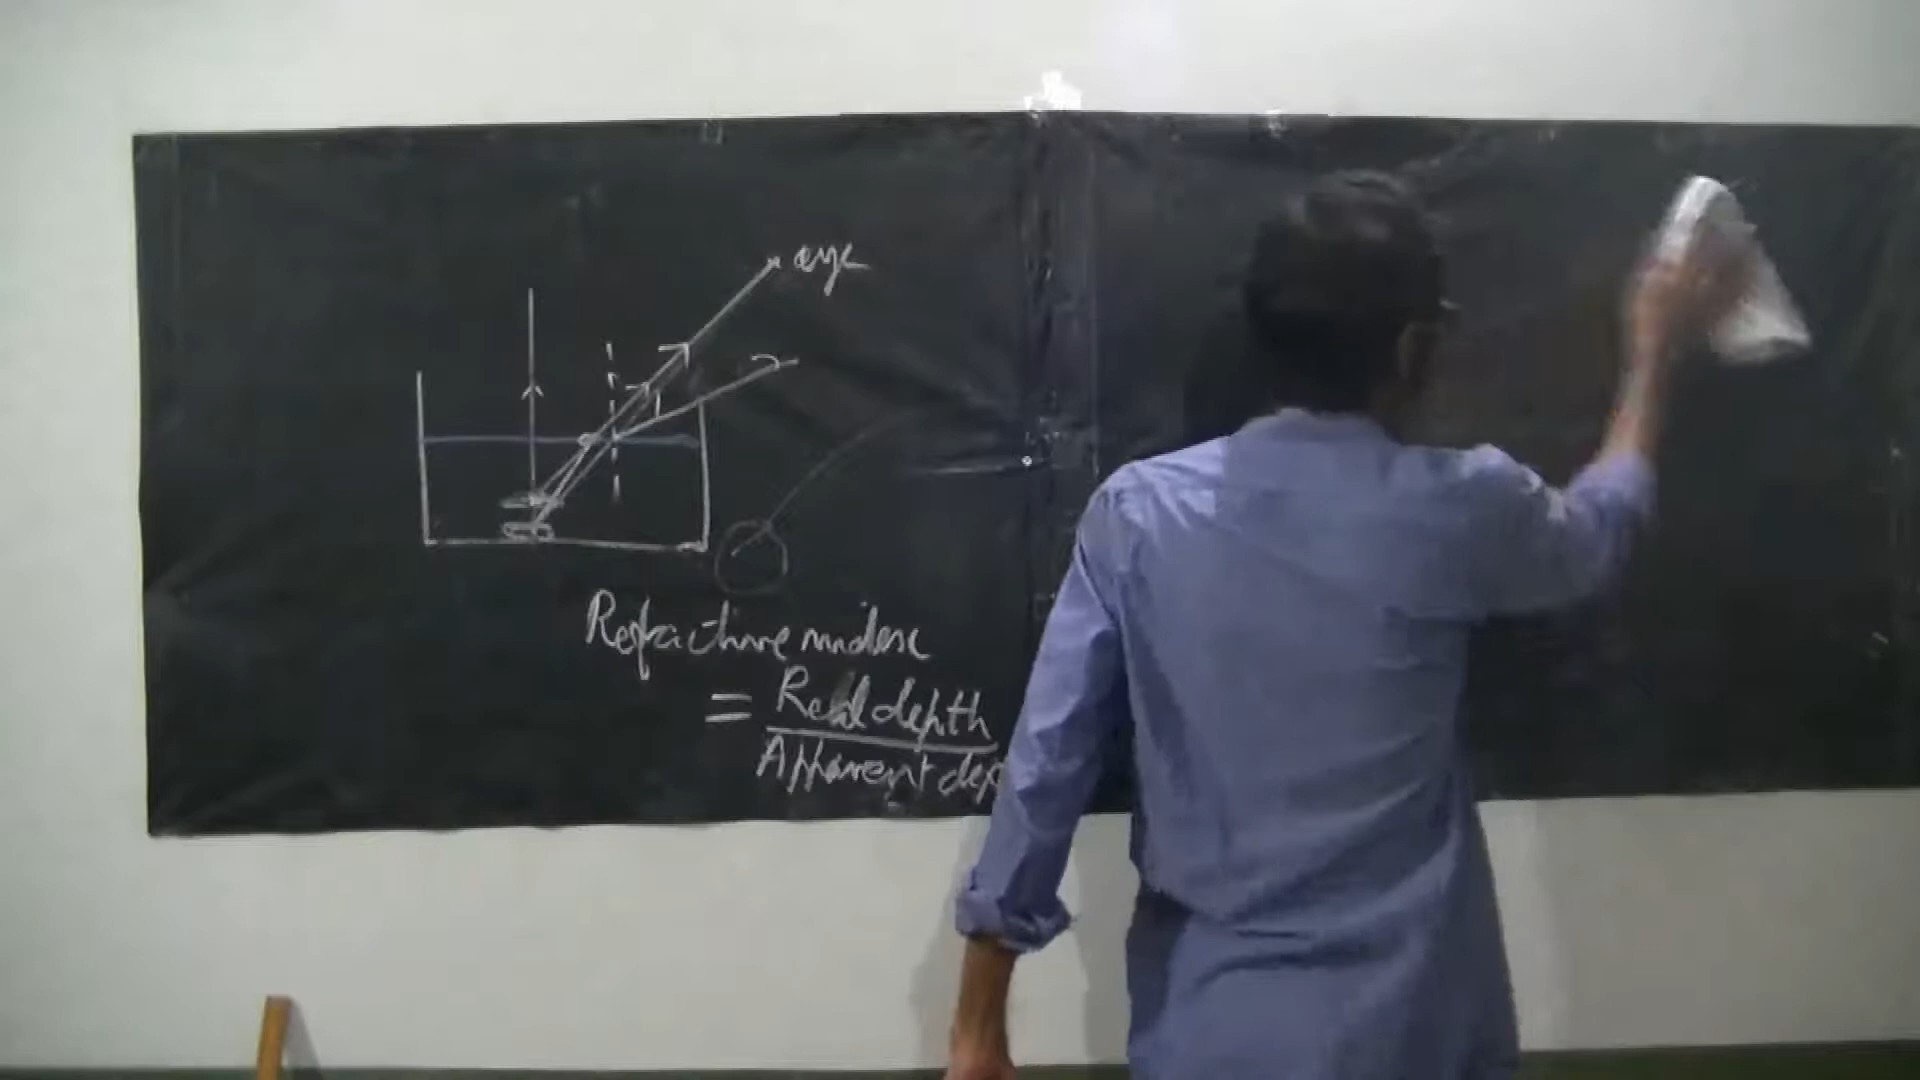 eye
Refractive index
= Real depth
Apparent dep